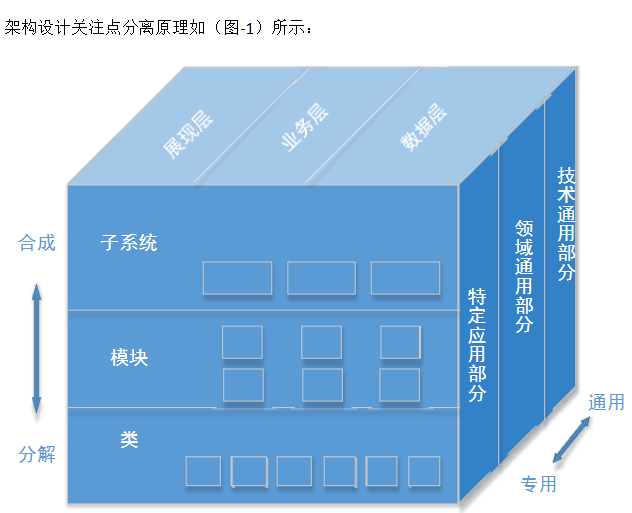 架构设计关注点分离原理如（图-1）所示：
展现层
业务层
数据层
合成
子系统
模块
分解
类
特定应用部分
领域通用部分
技术通用部分
通用
专用